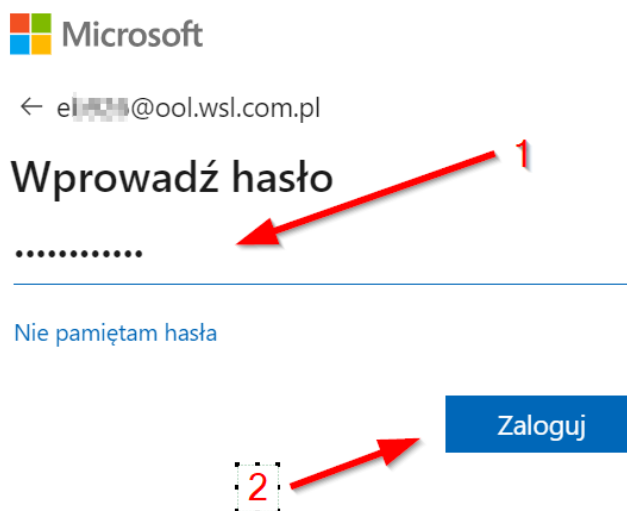 Microsoft
← @ool.wsl.com.pl
1
Wprowadź hasło
••••••••••••
Nie pamiętam hasła
Zaloguj
2